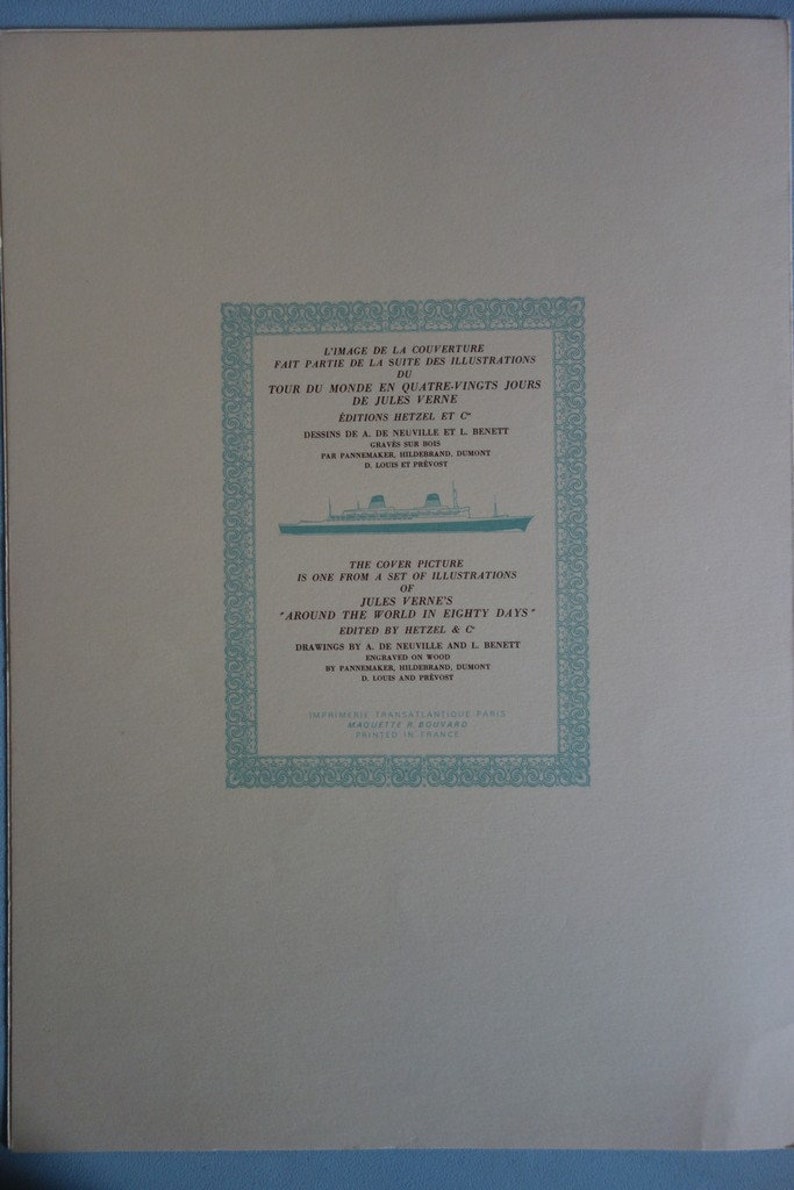 L'IMAGE DE LA COUVERTURE
FAIT PARTIE DE LA SUITE DES ILLUSTRATIONS
DU
TOUR DU MONDE EN QUATRE-VINGTS JOURS
DE JULES VERNE
ÉDITIONS HETZEL ET Cie
DESSINS DE A. DE NEUVILLE ET L. BENETT
GRAVÉS SUR BOIS
PAR PANNEMAKER, HILDEBRAND, DUMONT
D. LOUIS ET PRÉVOST
THE COVER PICTURE
IS ONE FROM A SET OF ILLUSTRATIONS
OF
JULES VERNE'S
"AROUND THE WORLD IN EIGHTY DAYS"
EDITED BY HETZEL & Co
DRAWINGS BY A. DE NEUVILLE AND L. BENETT
ENGRAVED ON WOOD
BY PANNEMAKER, HILDEBRAND, DUMONT
D. LOUIS AND PRÉVOST
IMPRIMERIE TRANSATLANTIQUE PARIS
MAQUETTE R. BOUVARD
PRINTED IN FRANCE